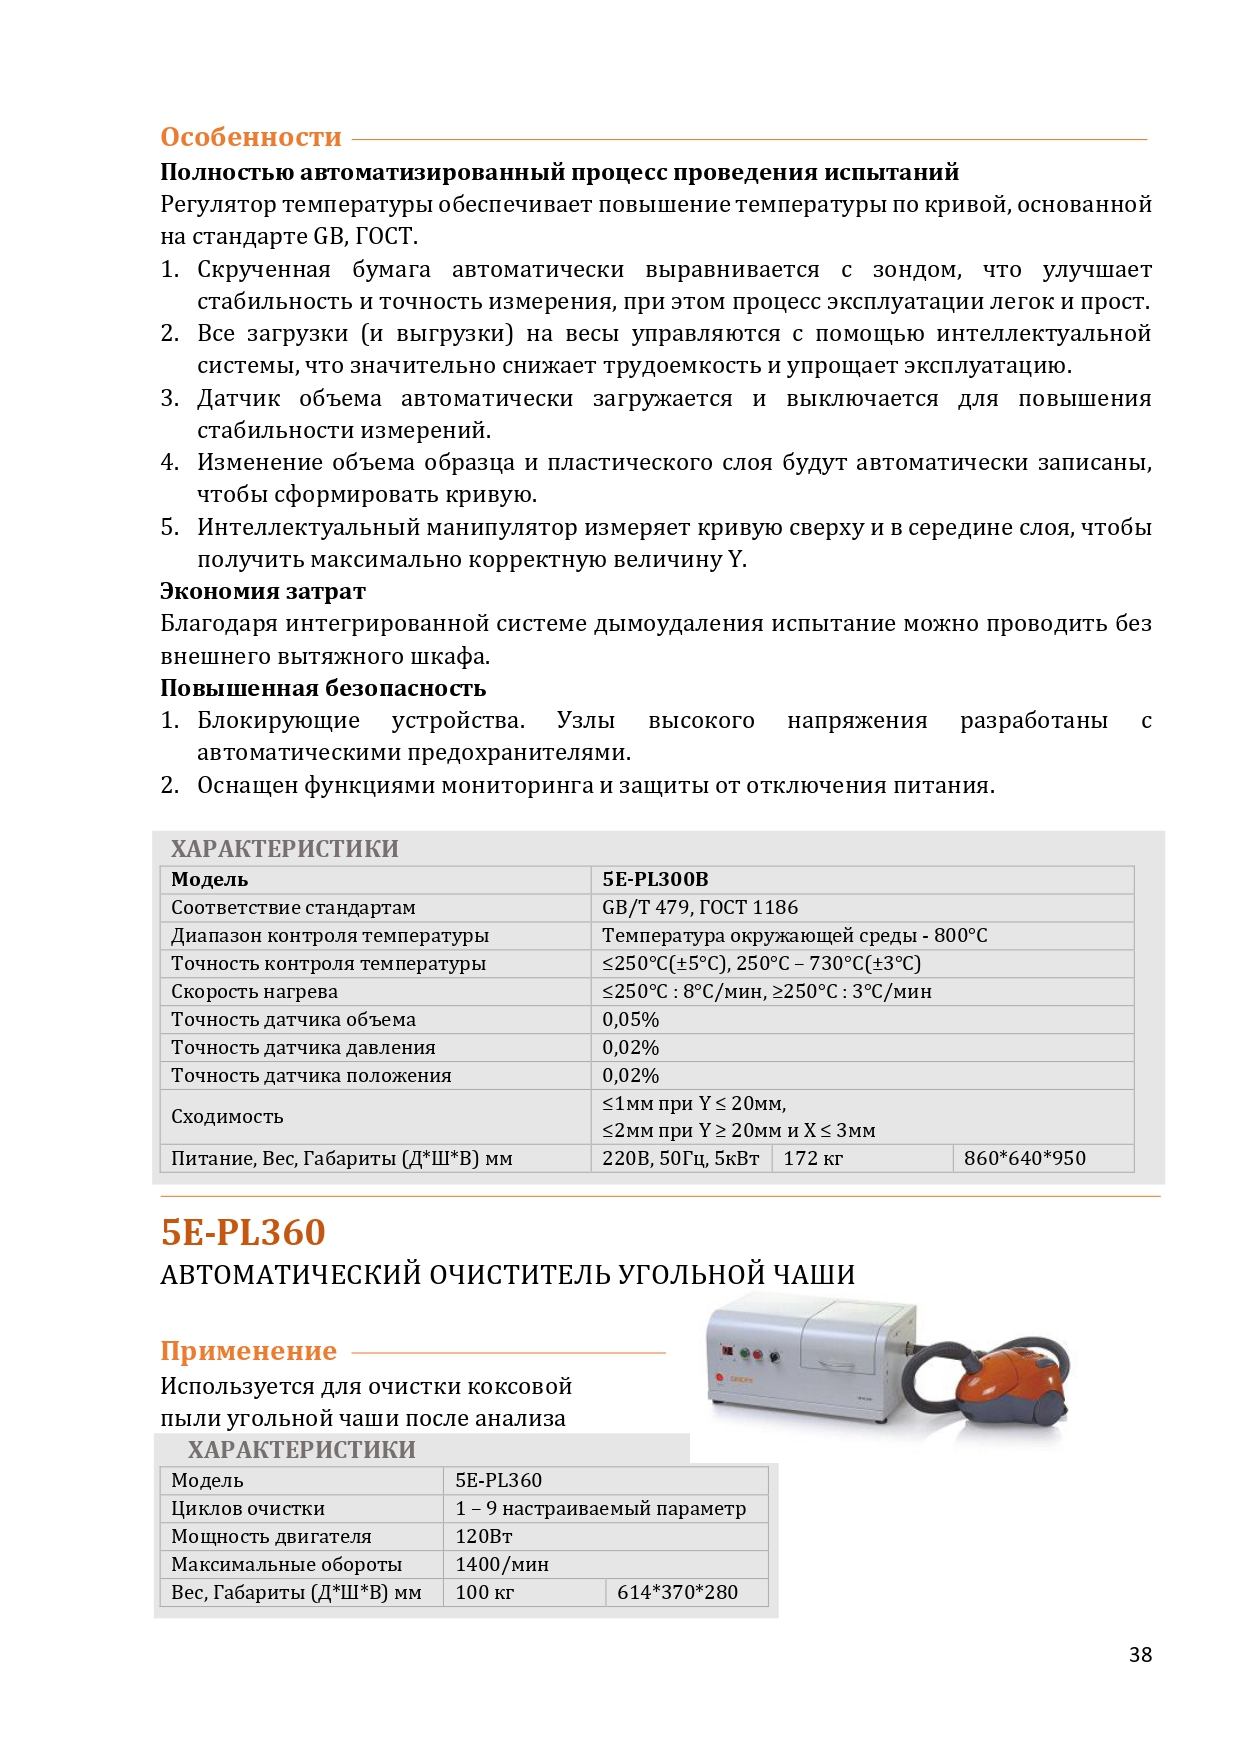 Особенности
Полностью автоматизированный процесс проведения испытаний
Регулятор температуры обеспечивает повышение температуры по кривой, основанной
на стандарте GB, ГОСТ.
1. Скрученная бумага автоматически выравнивается с зондом, что улучшает
стабильность и точность измерения, при этом процесс эксплуатации легок и прост.
2. Все загрузки (и выгрузки) на весы управляются с помощью интеллектуальной
системы, что значительно снижает трудоемкость и упрощает эксплуатацию.
3. Датчик объема автоматически загружается и выключается для повышения
стабильности измерений.
4. Изменение объема образца и пластического слоя будут автоматически записаны,
чтобы сформировать кривую.
5. Интеллектуальный манипулятор измеряет кривую сверху и в середине слоя, чтобы
получить максимально корректную величину Y.
Экономия затрат
Благодаря интегрированной системе дымоудаления испытание можно проводить без
внешнего вытяжного шкафа.
Повышенная безопасность
1. Блокирующие устройства. Узлы высокого напряжения разработаны с
автоматическими предохранителями.
2. Оснащен функциями мониторинга и защиты от отключения питания.
ХАРАКТЕРИСТИКИ
Модель 5E-PL300B
Соответствие стандартам GB/T 479, ГОСТ 1186
Диапазон контроля температуры Температура окружающей среды - 800°С
Точность контроля температуры ≤250°С(±5°С), 250°С – 730°С(±3°С)
Скорость нагрева ≤250°С : 8°С/мин, ≥250°С : 3°С/мин
Точность датчика объема 0,05%
Точность датчика давления 0,02%
Точность датчика положения 0,02%
Сходимость ≤1мм при Y ≤ 20мм,
≤2мм при Y ≥ 20мм и X ≤ 3мм
Питание, Вес, Габариты (Д*Ш*В) мм 220В, 50Гц, 5кВт 172 кг 860*640*950
5E-PL360
АВТОМАТИЧЕСКИЙ ОЧИСТИТЕЛЬ УГОЛЬНОЙ ЧАШИ
Применение
Используется для очистки коксовой
пыли угольной чаши после анализа
ХАРАКТЕРИСТИКИ
Модель 5E-PL360
Циклов очистки 1 – 9 настраиваемый параметр
Мощность двигателя 120Вт
Максимальные обороты 1400/мин
Вес, Габариты (Д*Ш*В) мм 100 кг 614*370*280
38